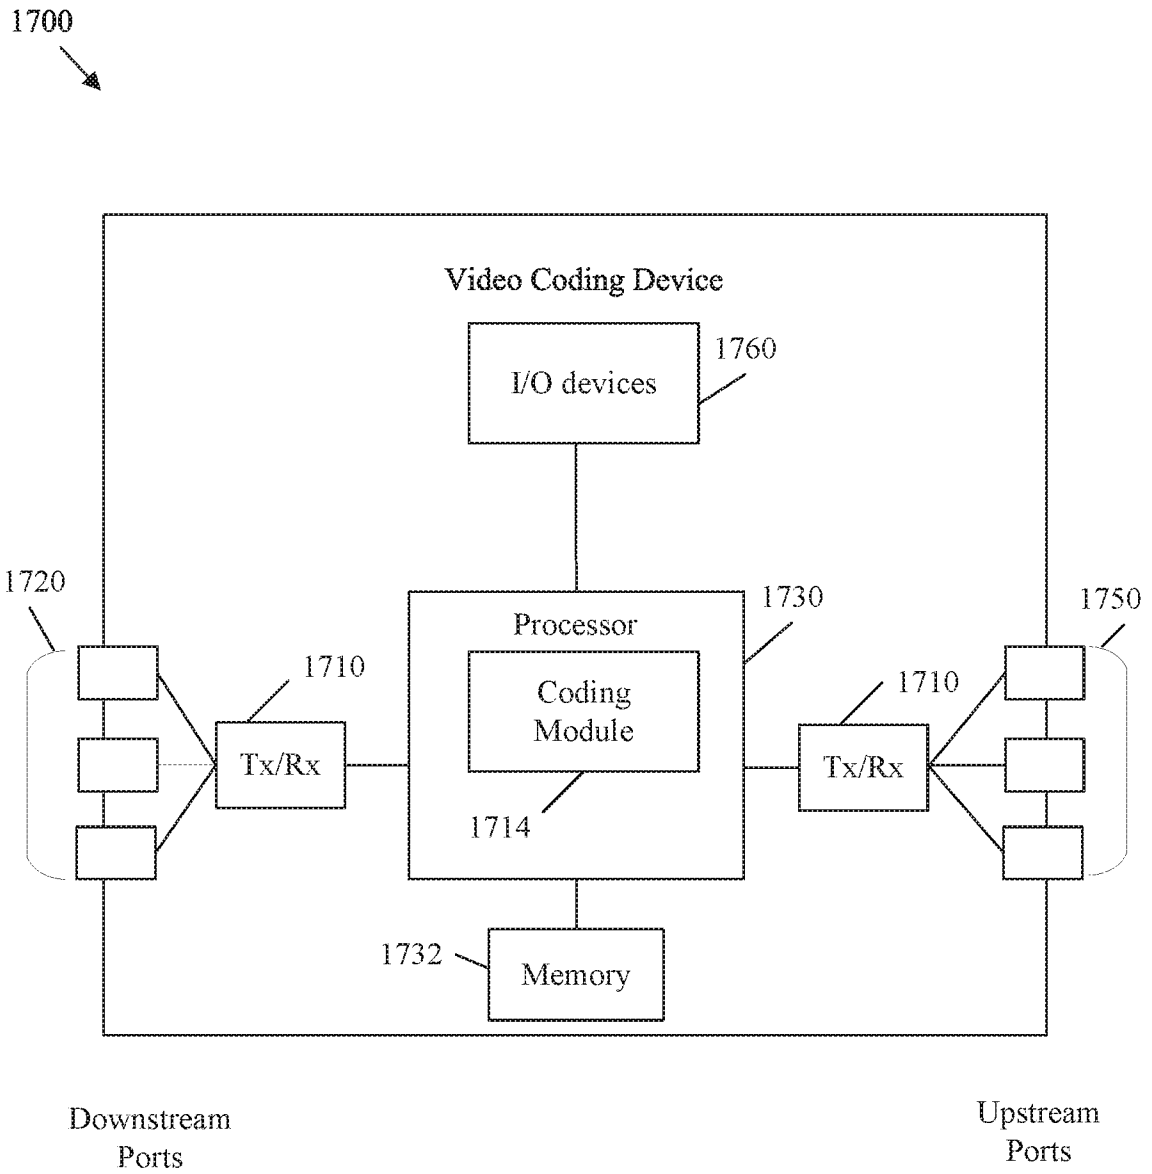 1700
Video Coding Device
I/O devices
1760
1720
1710
Processor
1730
Coding
Module
1714
1710
1750
Tx/Rx
Tx/Rx
1732
Memory
Downstream
Ports
Upstream
Ports